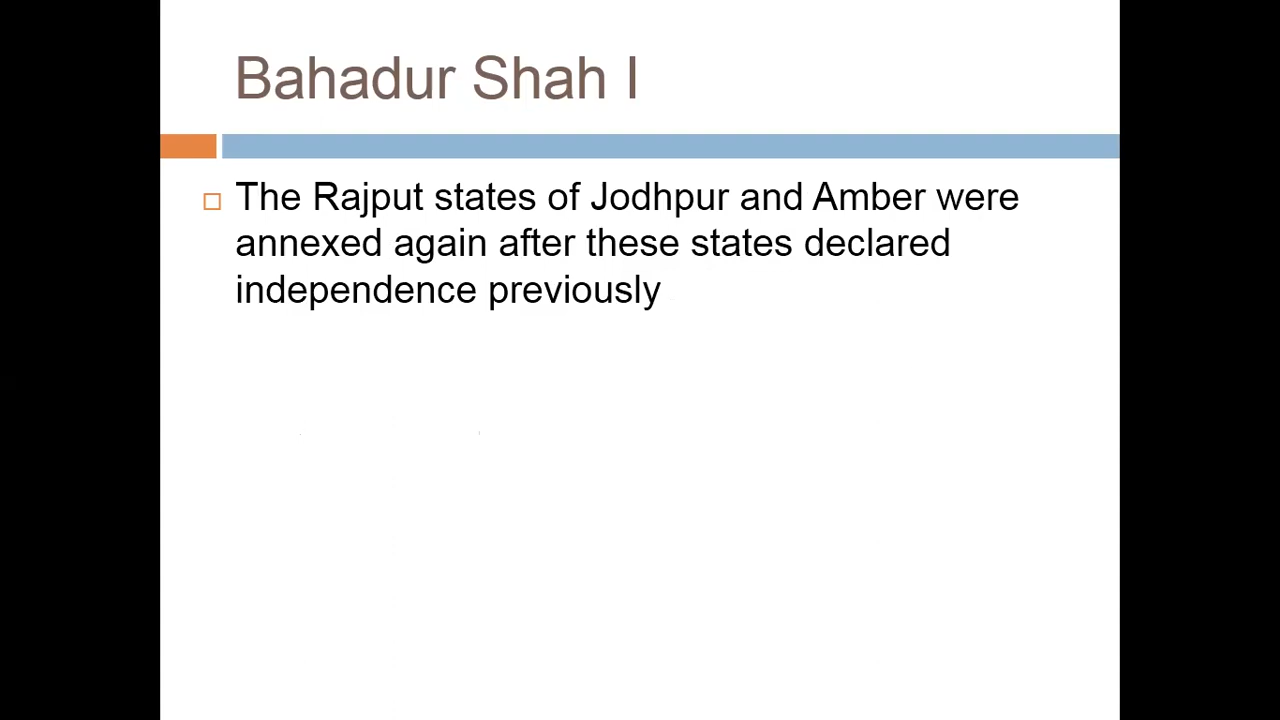 Bahadur Shah I
The Rajput states of Jodhpur and Amber were
annexed again after these states declared
independence previously